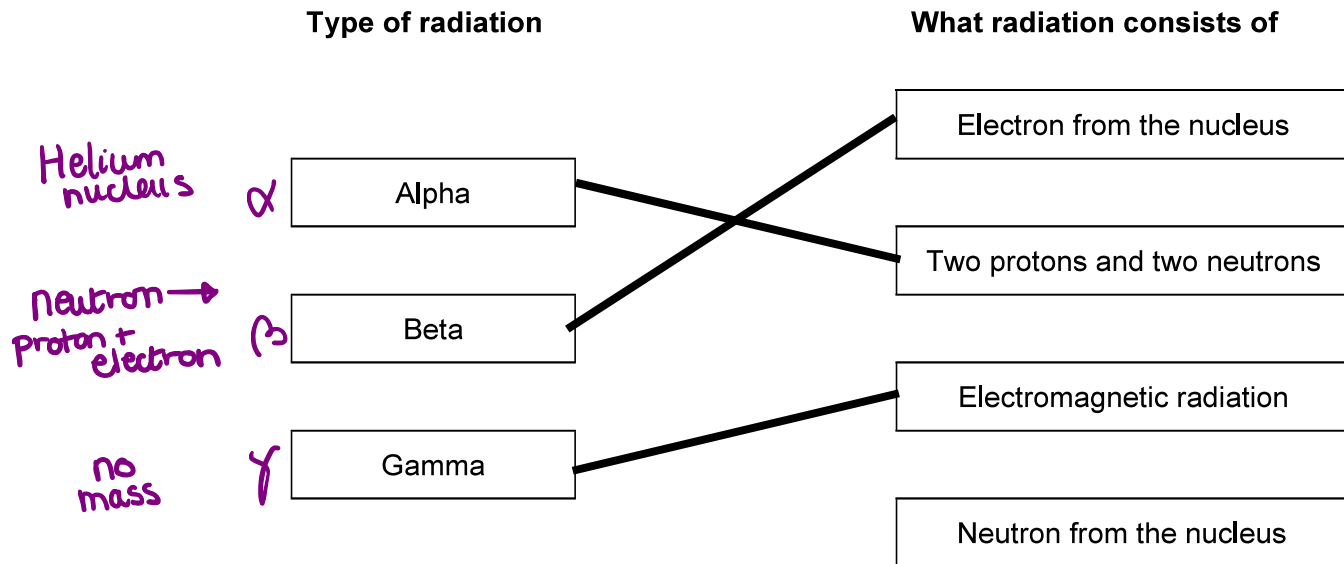 Type of radiation
What radiation consists of
Electron from the nucleus
Helium
nucleus
α
Alpha
Two protons and two neutrons
neutron →
proton +
electron
β
Beta
Electromagnetic radiation
no
mass
γ
Gamma
Neutron from the nucleus